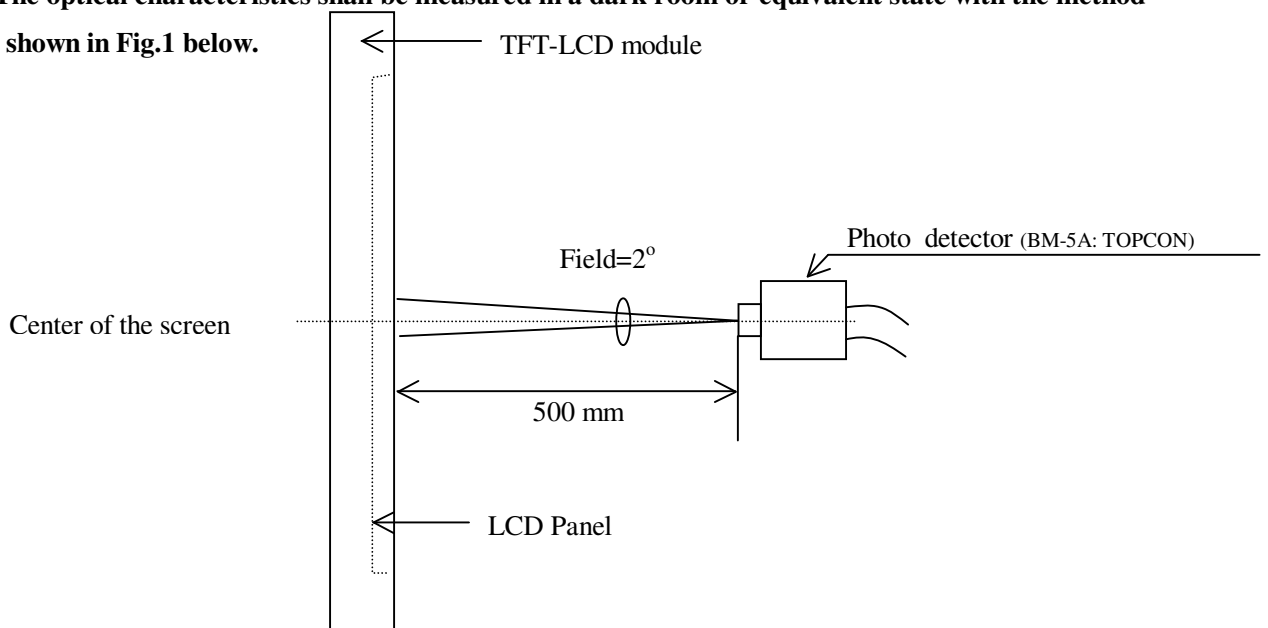 The optical characteristics shall be measured in a dark room or equivalent state with the method
shown in Fig.1 below.
TFT-LCD module
Photo detector (BM-5A: TOPCON)
Field=2°
Center of the screen
500 mm
LCD Panel